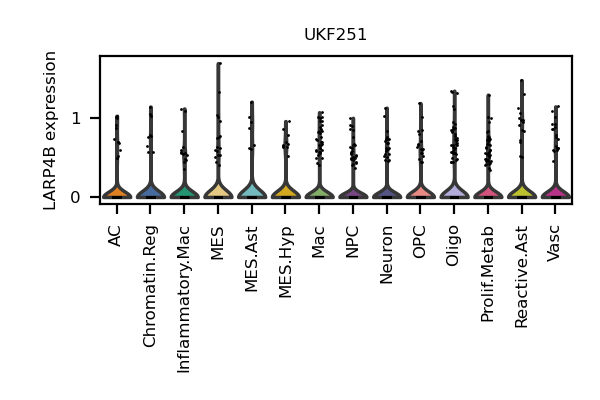 UKF251
LARP4B expression
1
0
AC
Chromatin.Reg
Inflammatory.Mac
MES
MES.Ast
MES.Hyp
Mac
NPC
Neuron
OPC
Oligo
Prolif.Metab
Reactive.Ast
Vasc